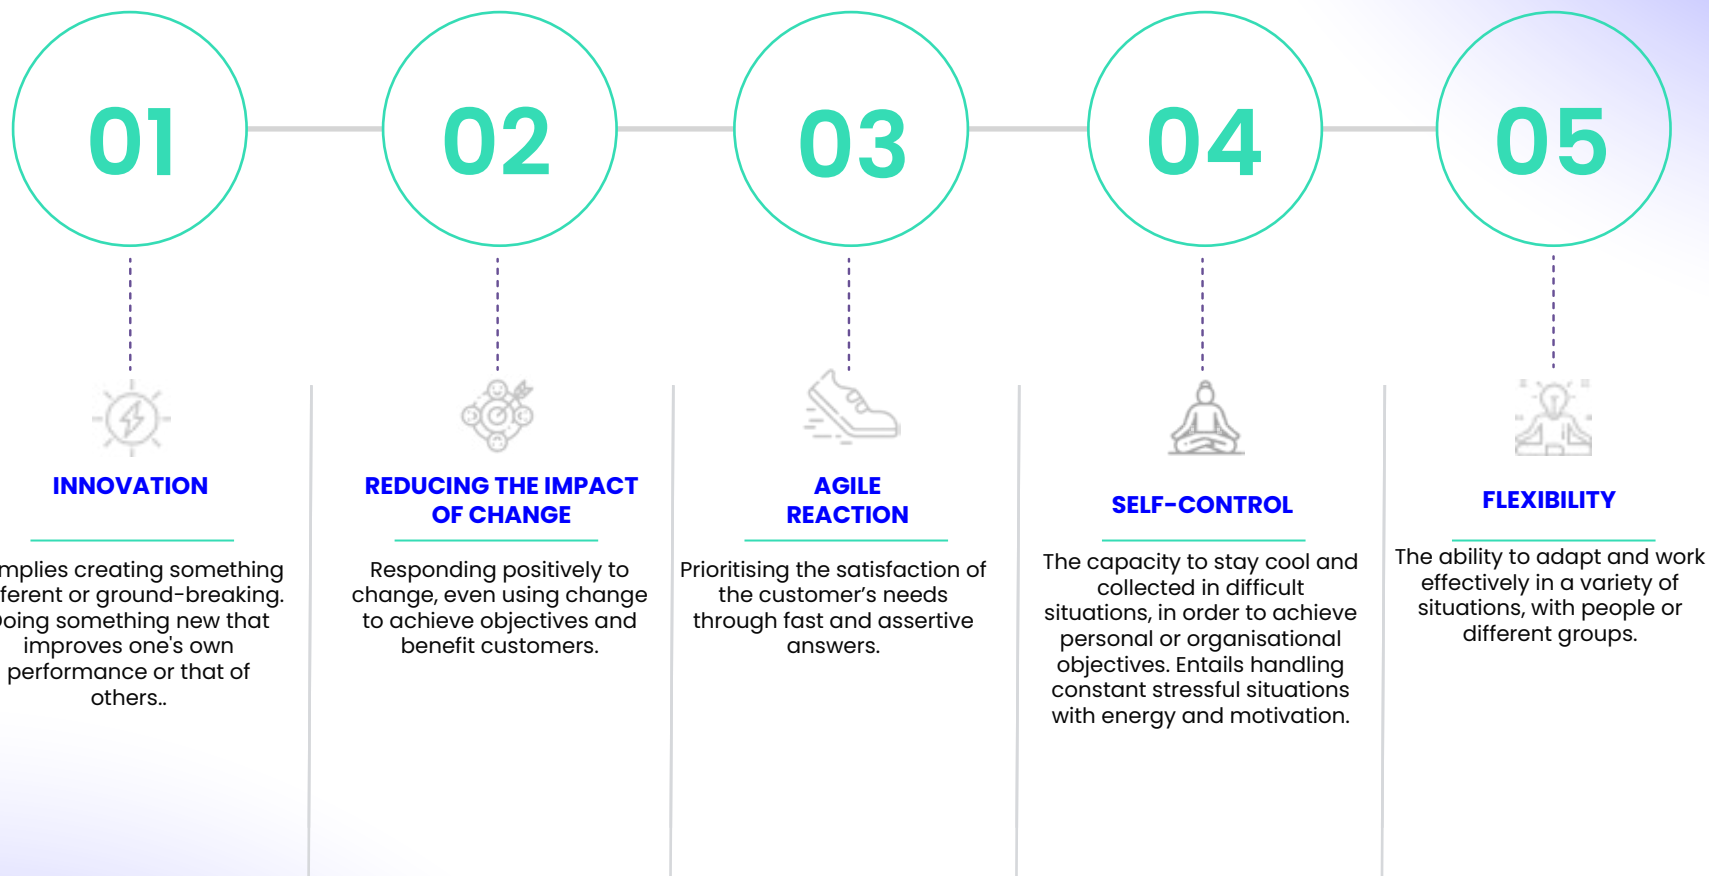 01
02
03
04
05
INNOVATION
mplies creating something
ferent or ground-breaking.
oing something new that
improves one's own
performance or that of
others..
REDUCING THE IMPACT
OF CHANGE
Responding positively to
change, even using change
to achieve objectives and
benefit customers.
AGILE
REACTION
Prioritising the satisfaction of
the customer’s needs
through fast and assertive
answers.
SELF-CONTROL
The capacity to stay cool and
collected in difficult
situations, in order to achieve
personal or organisational
objectives. Entails handling
constant stressful situations
with energy and motivation.
FLEXIBILITY
The ability to adapt and work
effectively in a variety of
situations, with people or
different groups.